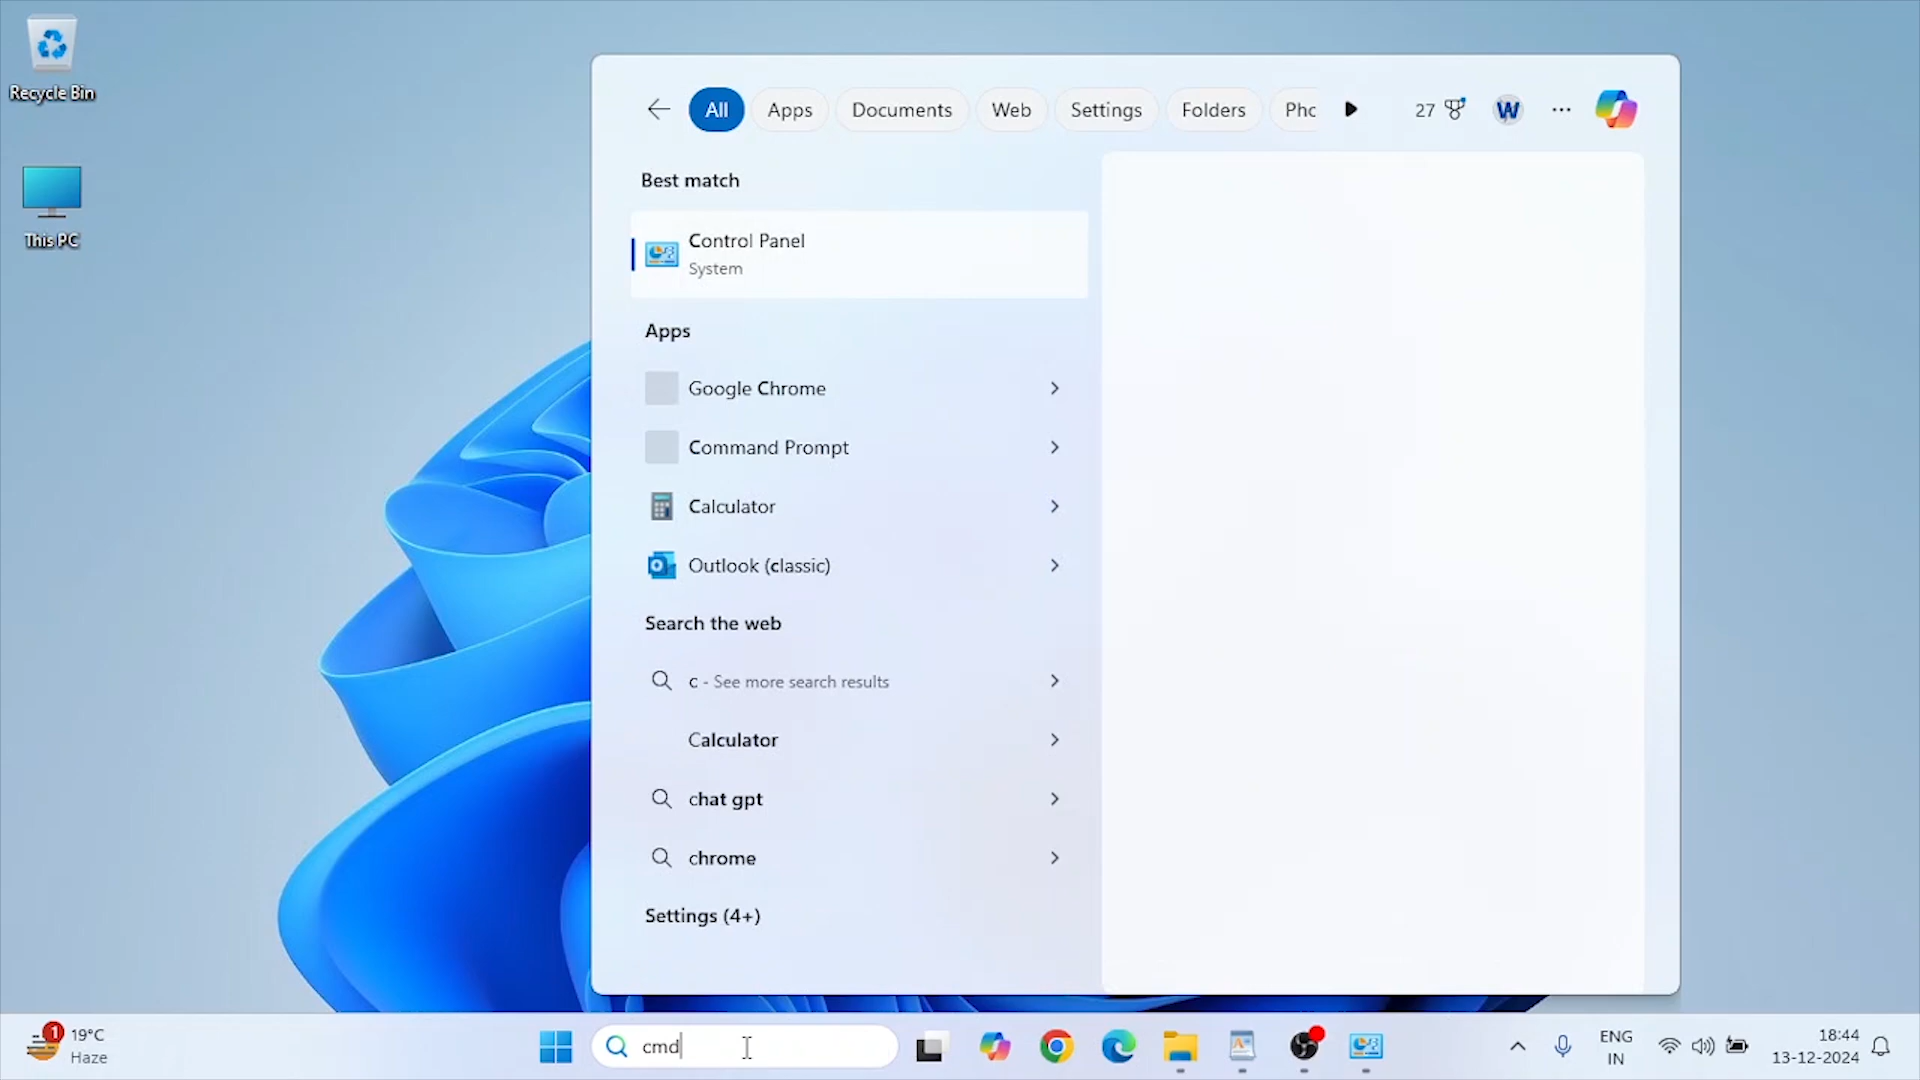 Recycle Bin
This PC
All
Apps
Documents
Web
Settings
Folders
Pho
27
W
Best match
Control Panel
System
Apps
Google Chrome
Command Prompt
Calculator
Outlook (classic)
Search the web
c - See more search results
Calculator
chat gpt
chrome
Settings (4+)
1
19°C
Haze
cmd
ENG
IN
18:44
13-12-2024